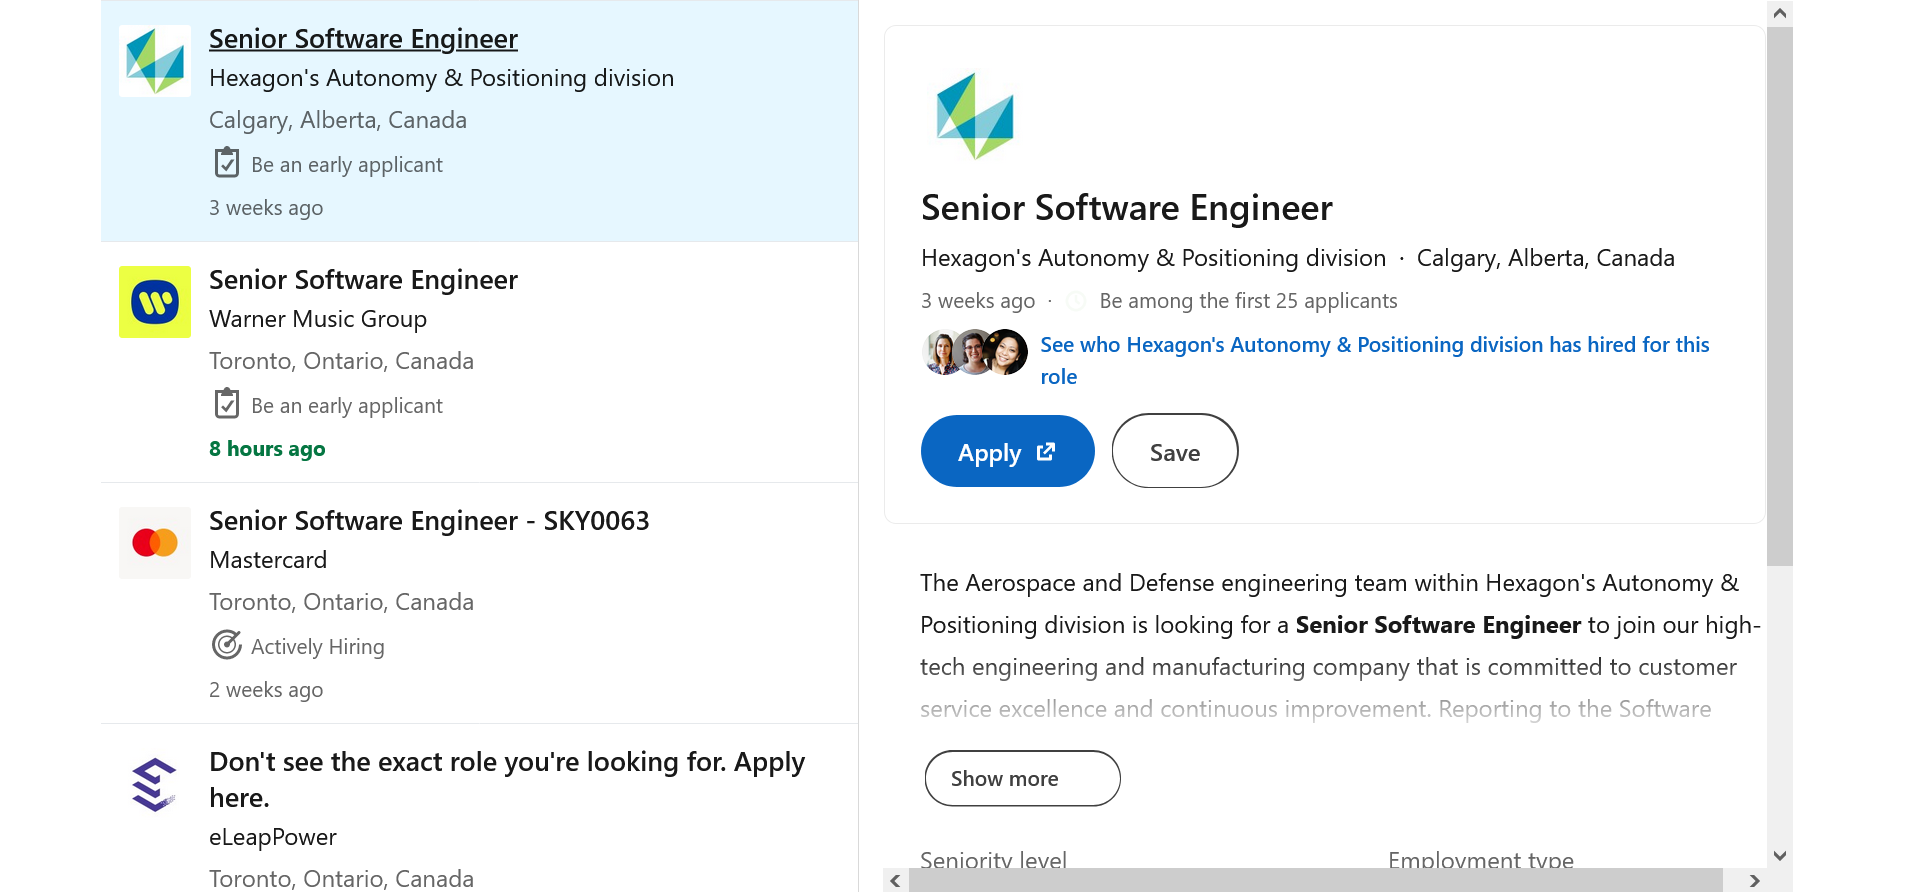 Senior Software Engineer
Hexagon's Autonomy & Positioning division
Calgary, Alberta, Canada
Be an early applicant
3 weeks ago
Senior Software Engineer
Warner Music Group
Toronto, Ontario, Canada
Be an early applicant
8 hours ago
Senior Software Engineer - SKY0063
Mastercard
Toronto, Ontario, Canada
Actively Hiring
2 weeks ago
Don't see the exact role you're looking for. Apply
here.
eLeapPower
Toronto, Ontario, Canada
Senior Software Engineer
Hexagon's Autonomy & Positioning division · Calgary, Alberta, Canada
3 weeks ago · Be among the first 25 applicants
See who Hexagon's Autonomy & Positioning division has hired for this
role
Apply
Save
The Aerospace and Defense engineering team within Hexagon's Autonomy &
Positioning division is looking for a Senior Software Engineer to join our high-
tech engineering and manufacturing company that is committed to customer
service excellence and continuous improvement. Reporting to the Software
Show more
Seniority level
Employment type